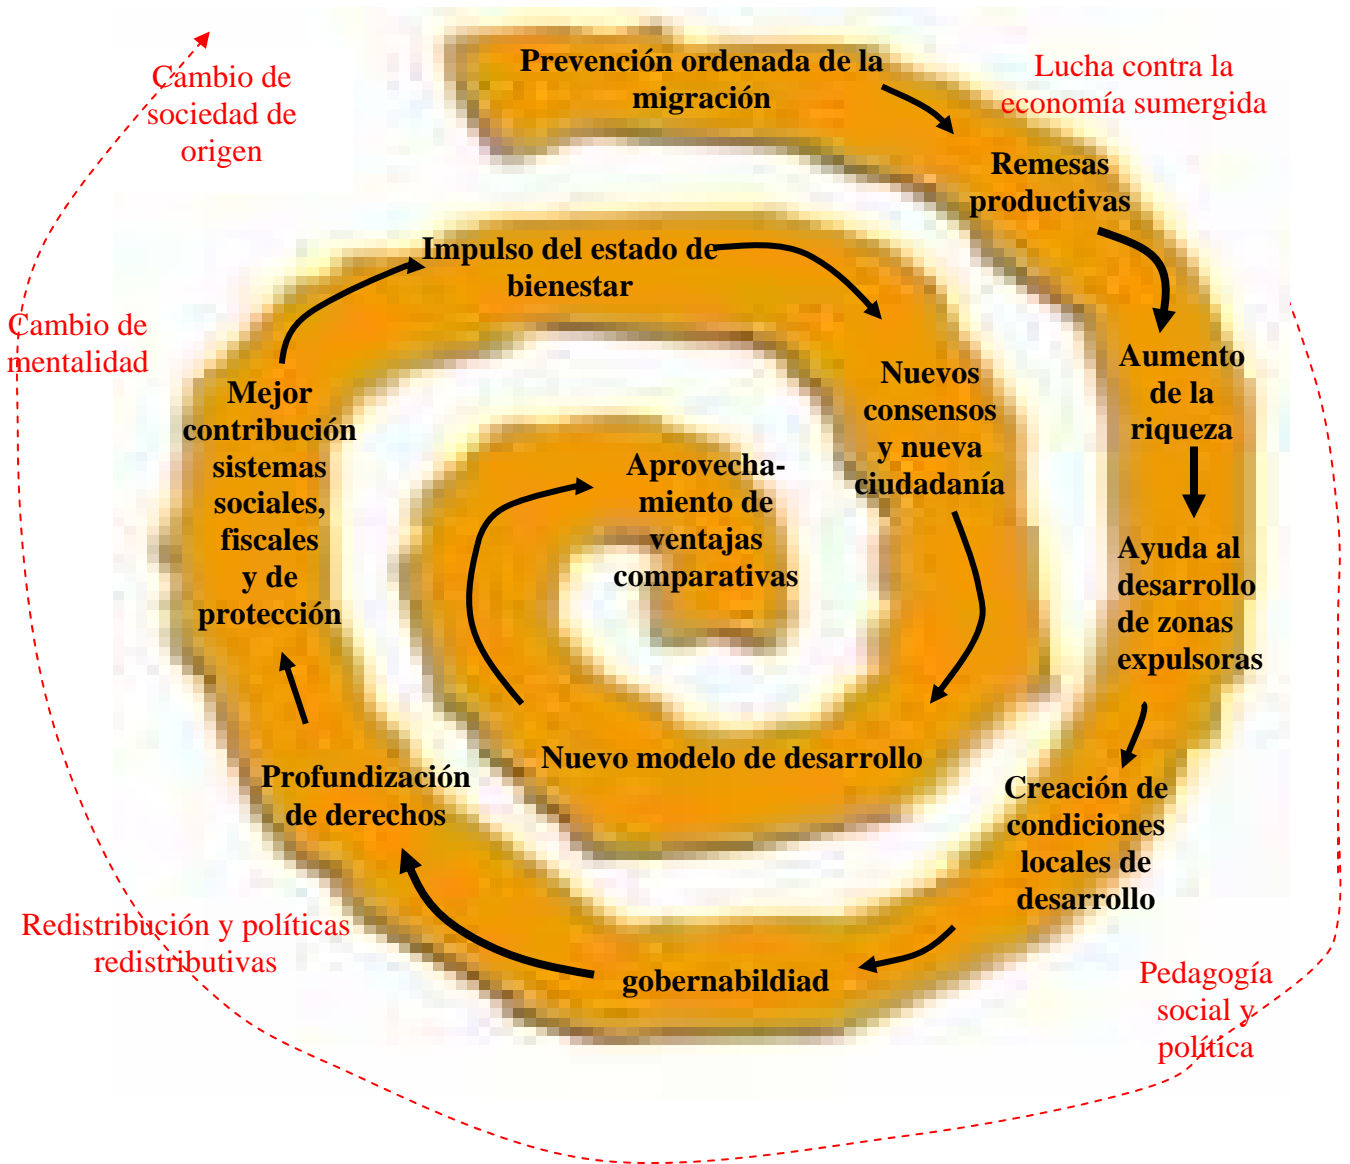 Prevención ordenada de la
migración
Lucha contra la
economía sumergida
Cambio de
sociedad de
origen
Remesas
productivas
Impulso del estado de
bienestar
Cambio de
mentalidad
Aumento
de la
riqueza
Nuevos
consensos
y nueva
ciudadanía
Mejor
contribución
sistemas
sociales,
fiscales
y de
protección
Aprovecha-
miento de
ventajas
comparativas
Ayuda al
desarrollo
de zonas
expulsoras
Nuevo modelo de desarrollo
Profundización
de derechos
Creación de
condiciones
locales de
desarrollo
Redistribución y políticas
redistributivas
gobernabildiad
Pedagogía
social y
política